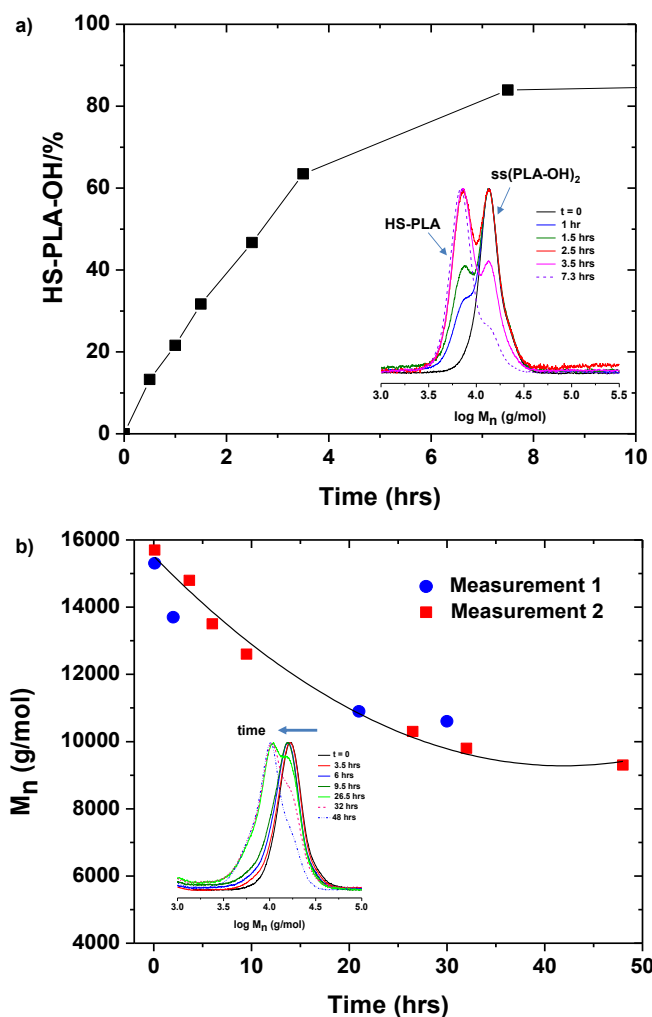 a)
100
80
60
40
20
0
HS-PLA-OH/%
ss(PLA-OH)2
HS-PLA
t = 0
1 hr
1.5 hrs
2.5 hrs
3.5 hrs
7.3 hrs
3.0 3.5 4.0 4.5 5.0 5.5
log Mn (g/mol)
0 2 4 6 8 10
Time (hrs)
b)
16000
14000
12000
10000
8000
6000
4000
Mn (g/mol)
Measurement 1
Measurement 2
time
t = 0
3.5 hrs
6 hrs
9.5 hrs
26.5 hrs
32 hrs
48 hrs
3.0 3.5 4.0 4.5 5.0
log Mn (g/mol)
0 10 20 30 40 50
Time (hrs)